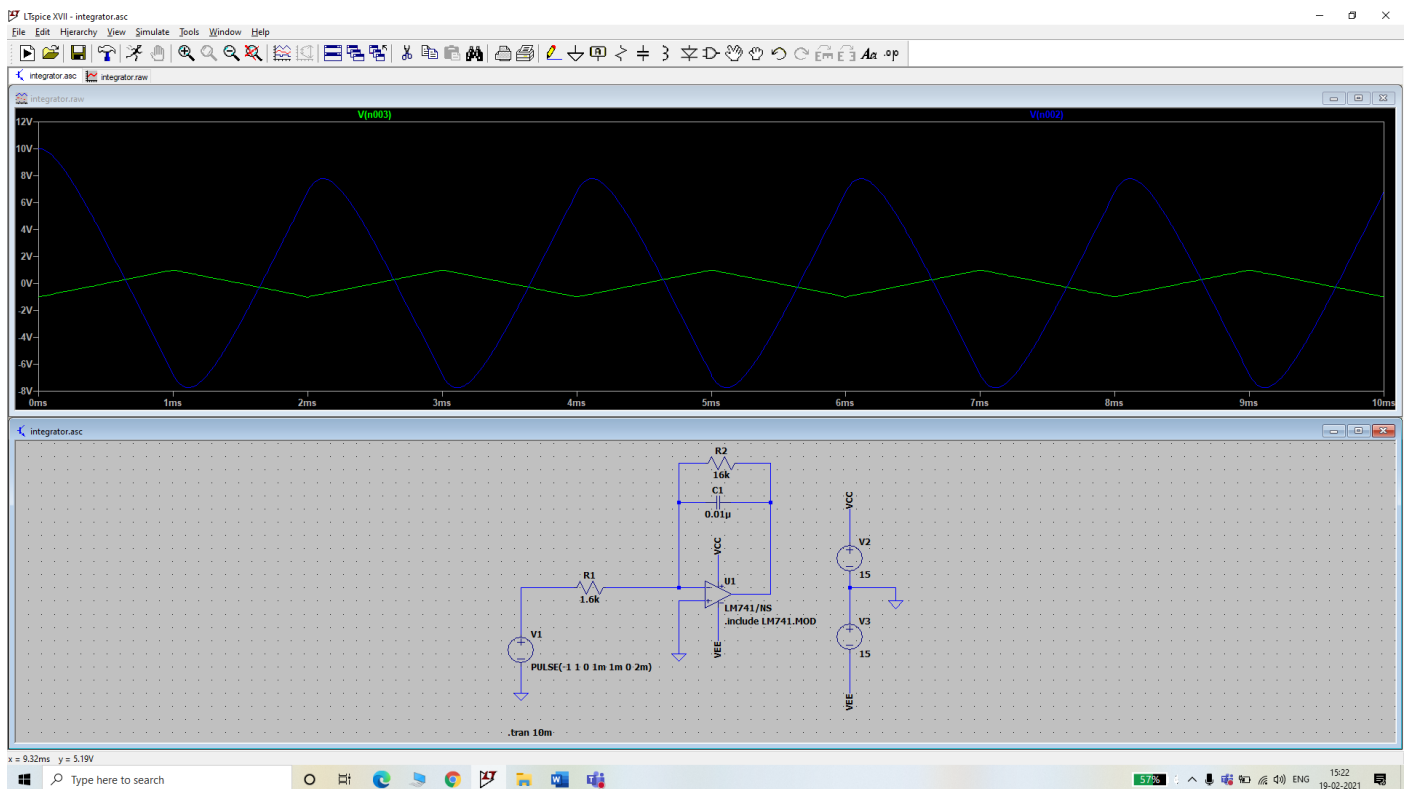 LTspice XVII - integrator.asc
File Edit Hierarchy View Simulate Tools Window Help
integrator.asc integrator.raw
integrator.raw
V(n003) V(n002)
12V
10V
8V
6V
4V
2V
0V
-2V
-4V
-6V
-8V
0ms 1ms 2ms 3ms 4ms 5ms 6ms 7ms 8ms 9ms 10ms
integrator.asc
R2
16k
C1
0.01µ
VCC
VCC
V2
15
R1
1.6k
U1
LM741/NS
.include LM741.MOD
V1
PULSE(-1 1 0 1m 1m 0 2m)
VEE
V3
15
VEE
.tran 10m
x = 9.32ms y = 5.19V
Type here to search
57%
ENG
15:22
19-02-2021